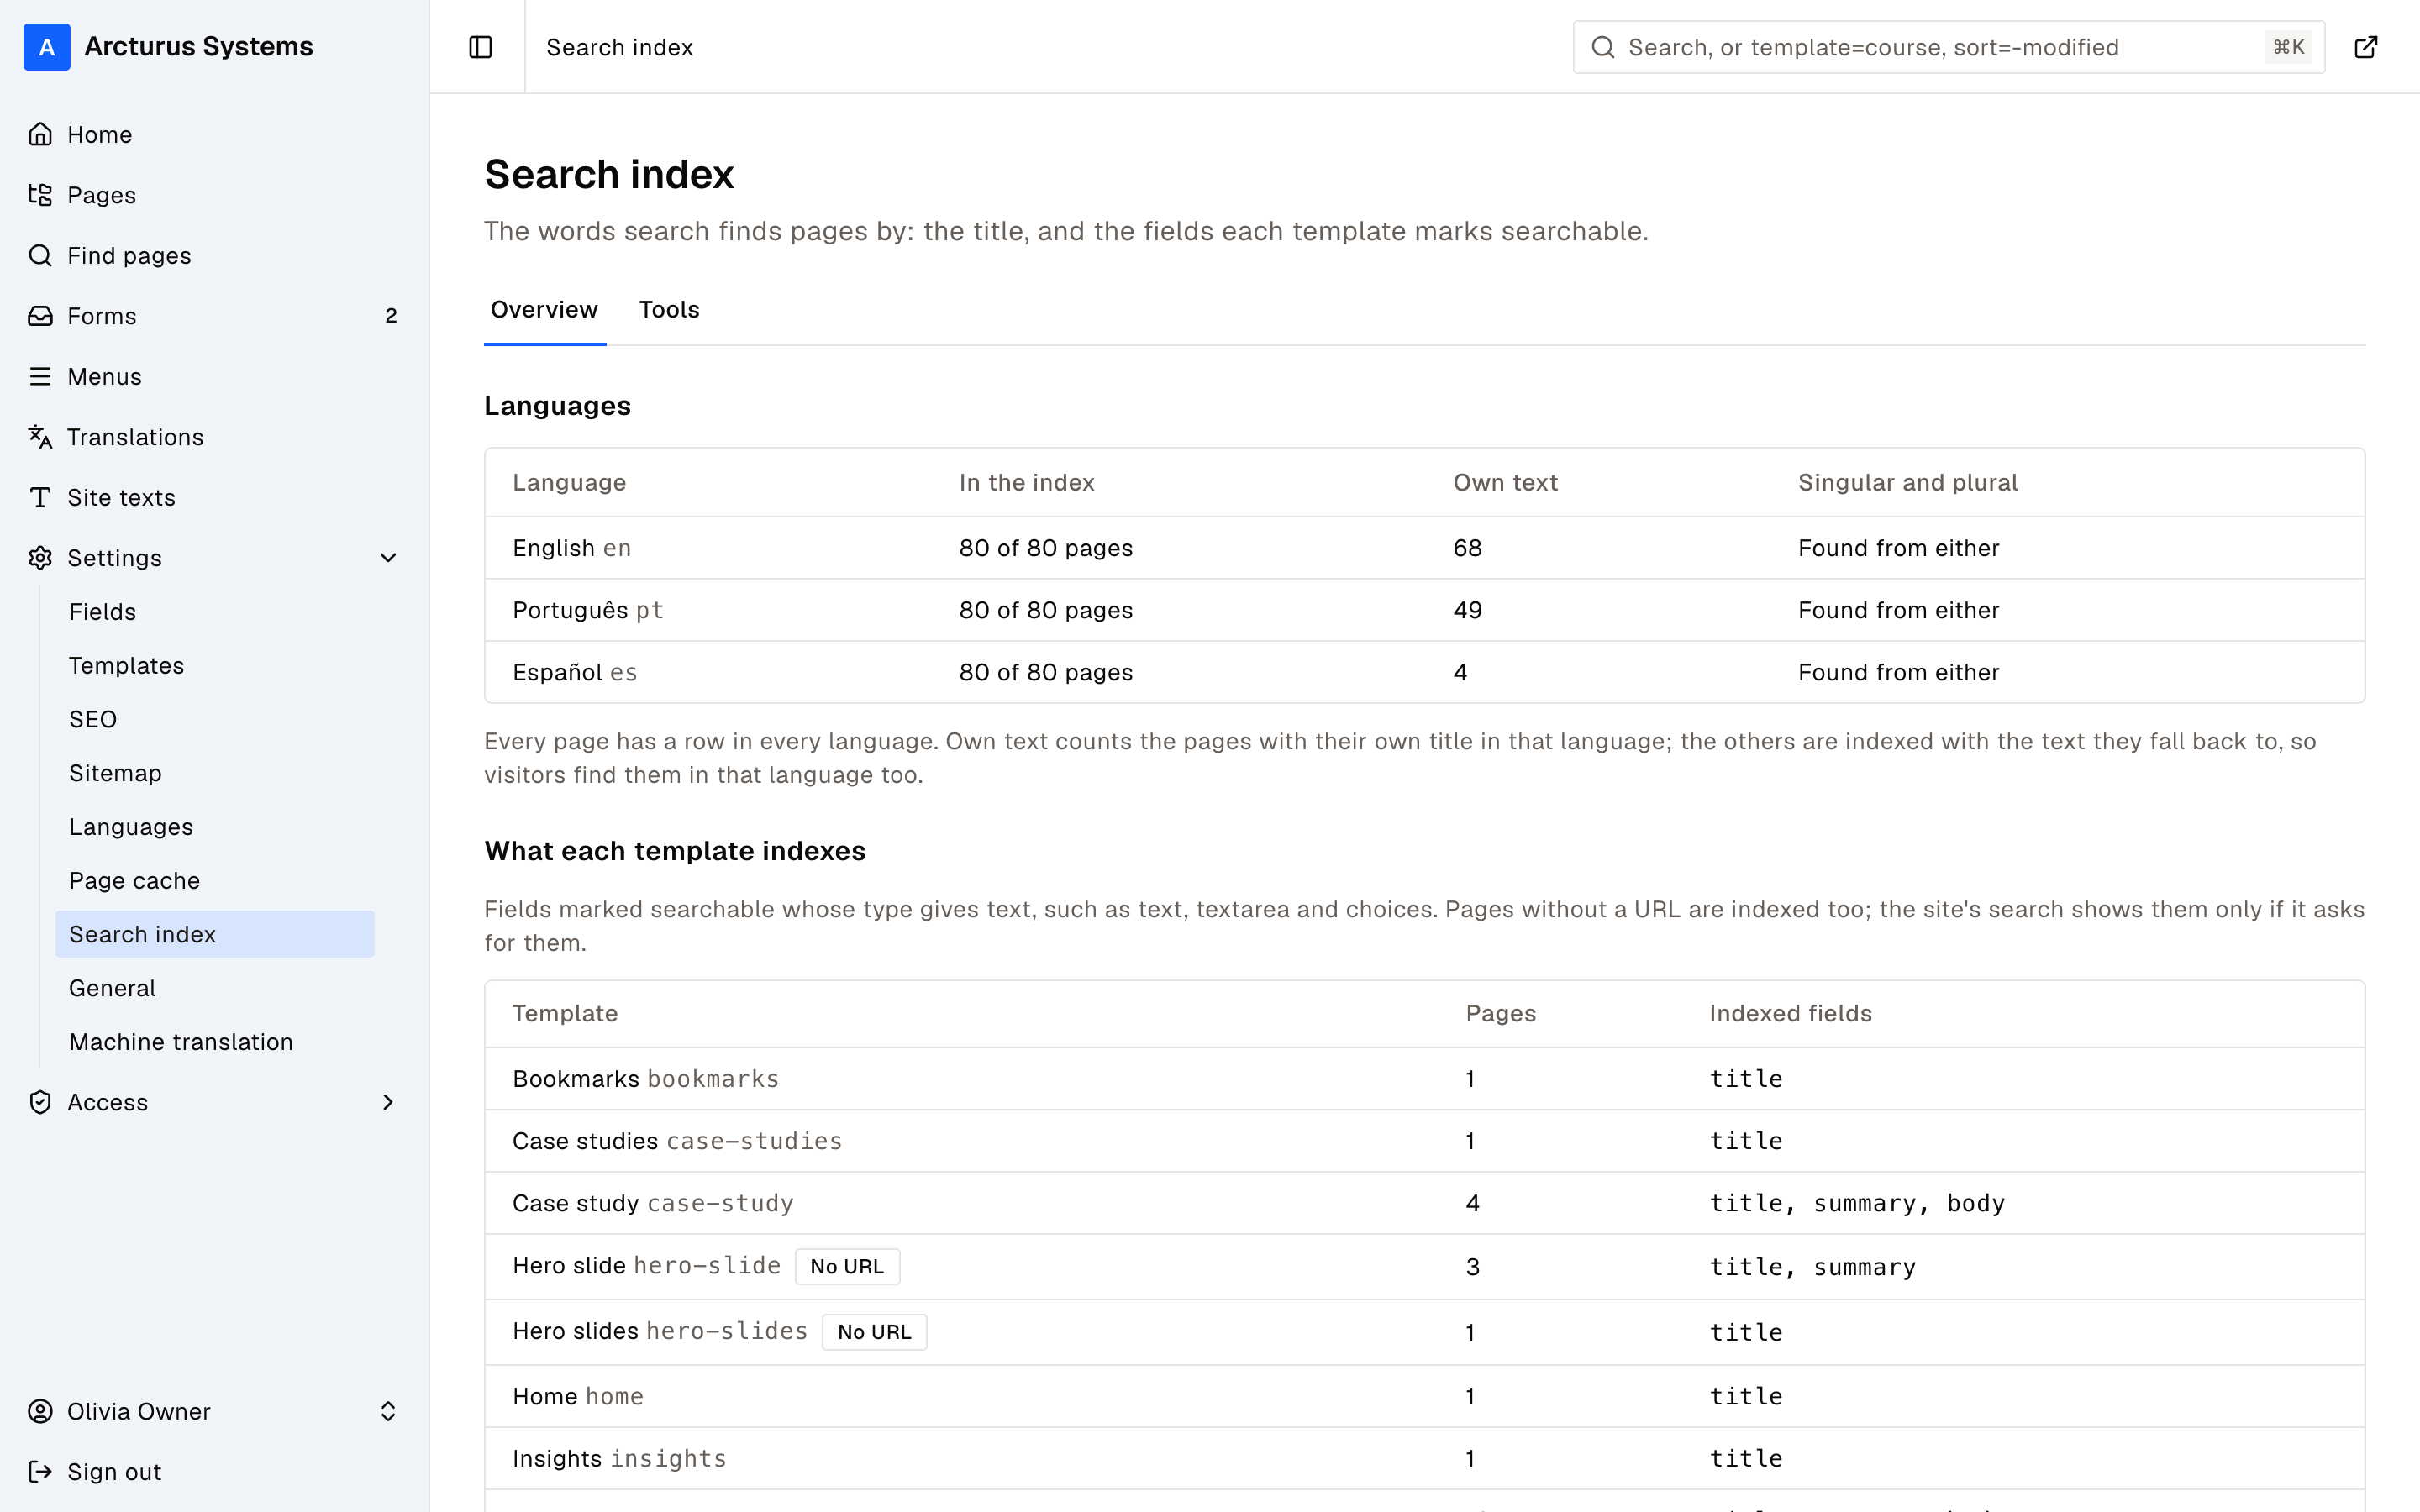 A Arcturus Systems
Home
Pages
Find pages
Forms 2
Menus
Translations
Site texts
Settings
Fields
Templates
SEO
Sitemap
Languages
Page cache
Search index
General
Machine translation
Access
Olivia Owner
Sign out
Search index
Search, or template=course, sort=-modified ⌘K
Search index
The words search finds pages by: the title, and the fields each template marks searchable.
Overview Tools
Languages
Language In the index Own text Singular and plural
English en 80 of 80 pages 68 Found from either
Português pt 80 of 80 pages 49 Found from either
Español es 80 of 80 pages 4 Found from either
Every page has a row in every language. Own text counts the pages with their own title in that language; the others are indexed with the text they fall back to, so
visitors find them in that language too.
What each template indexes
Fields marked searchable whose type gives text, such as text, textarea and choices. Pages without a URL are indexed too; the site's search shows them only if it asks
for them.
Template Pages Indexed fields
Bookmarks bookmarks 1 title
Case studies case-studies 1 title
Case study case-study 4 title, summary, body
Hero slide hero-slide No URL 3 title, summary
Hero slides hero-slides No URL 1 title
Home home 1 title
Insights insights 1 title